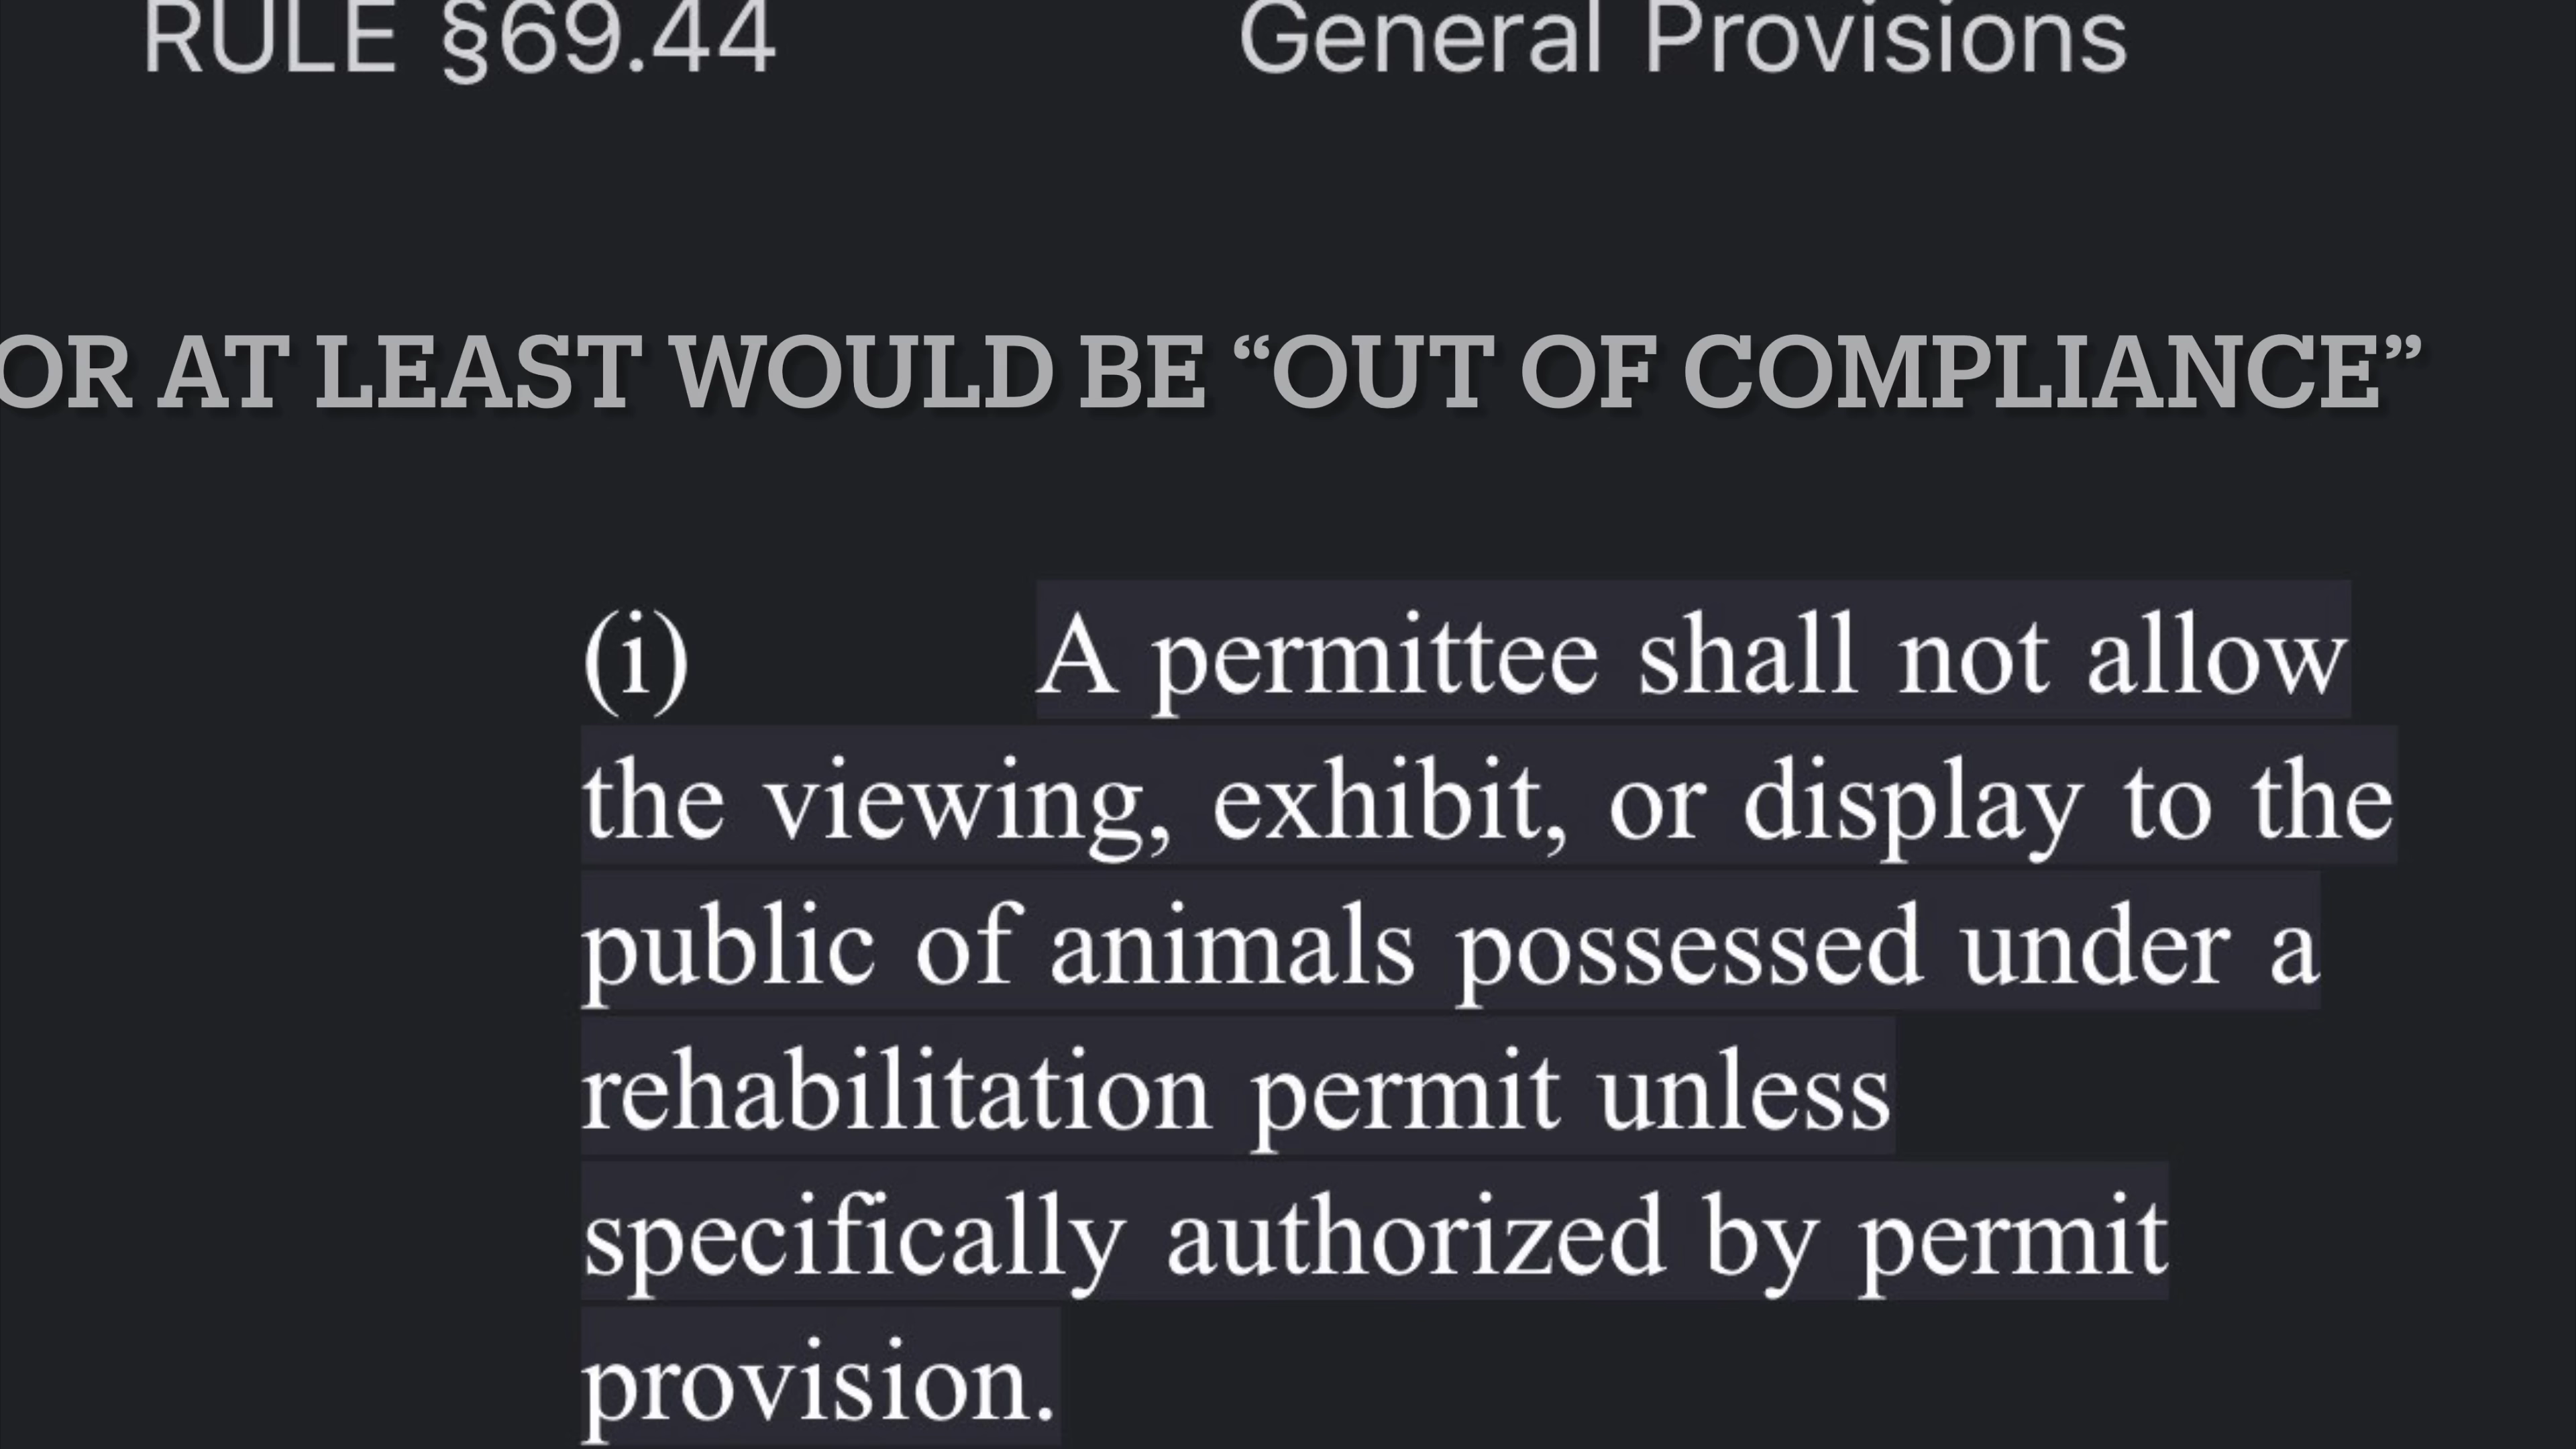 RULE §69.44 General Provisions
OR AT LEAST WOULD BE “OUT OF COMPLIANCE”
(i) A permittee shall not allow
the viewing, exhibit, or display to the
public of animals possessed under a
rehabilitation permit unless
specifically authorized by permit
provision.